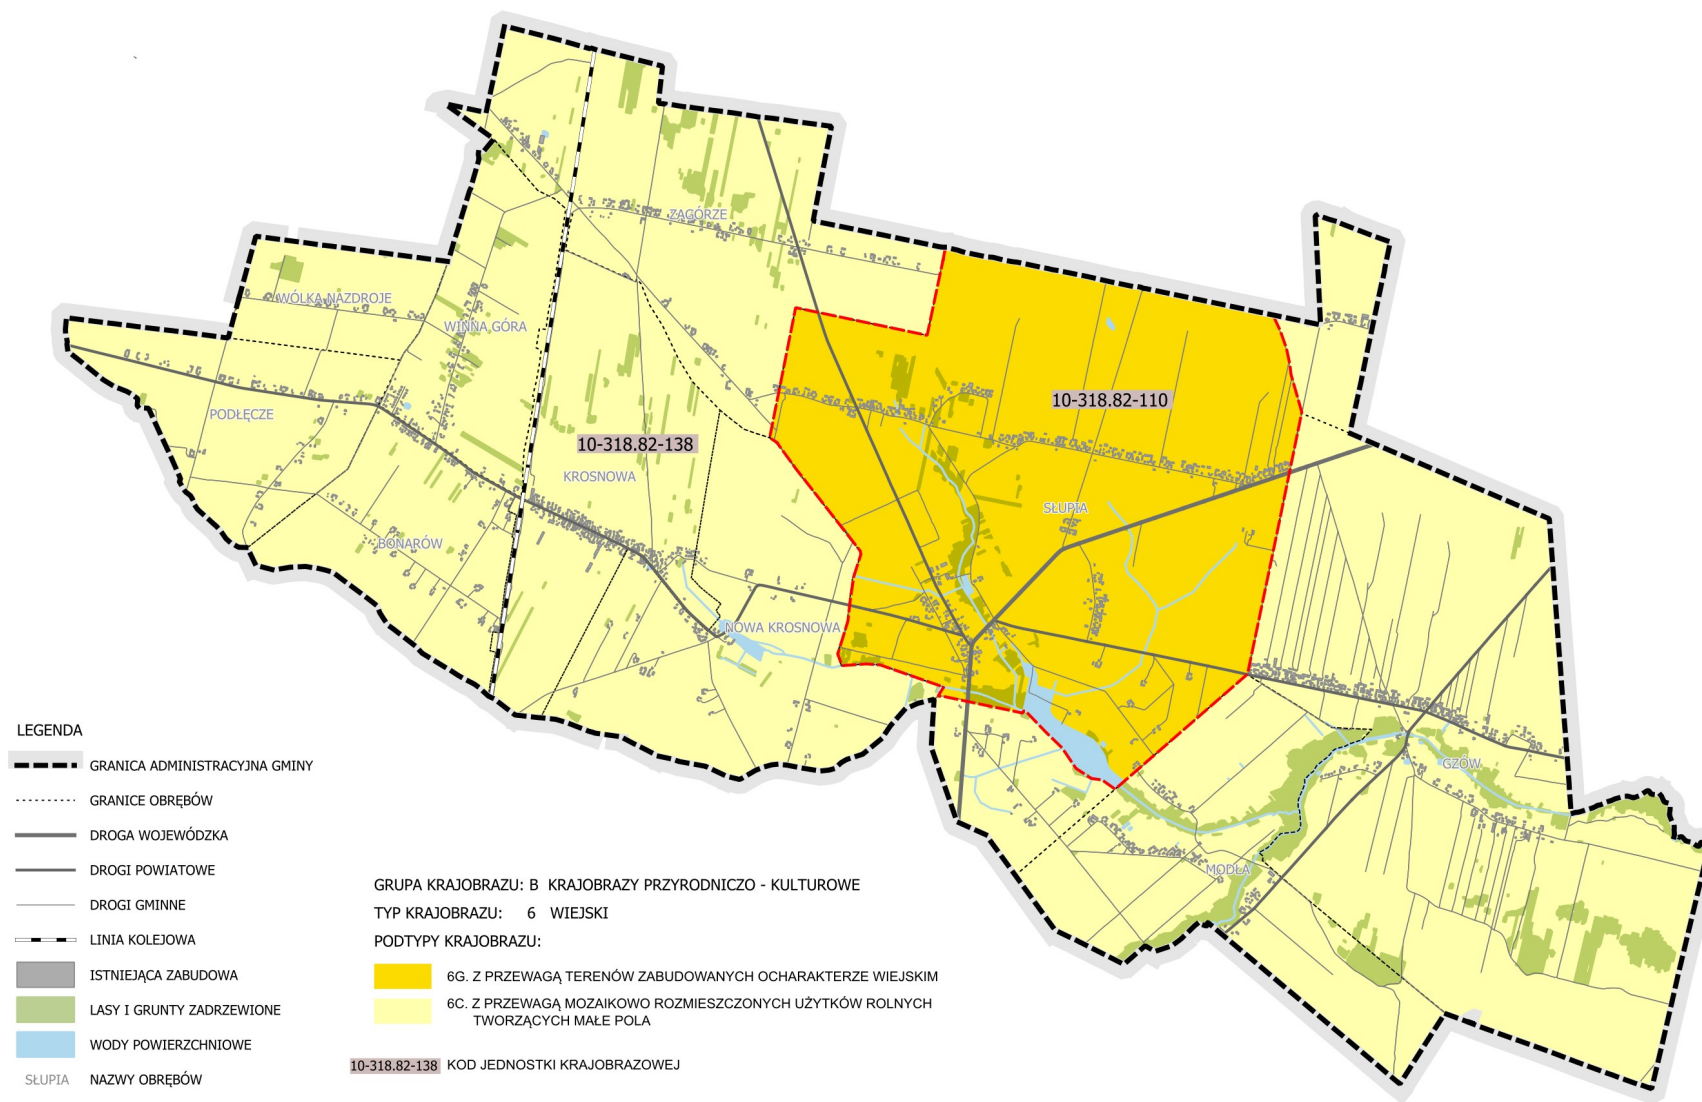 ZAGÓRZE
WÓLKA NAZDROJE
WINNA GÓRA
PODŁĘCZE
10-318.82-110
10-318.82-138
KROSNOWA
SŁUPIA
BONARÓW
NOWA KROSNOWA
GZÓW
MODŁA
LEGENDA
GRANICA ADMINISTRACYJNA GMINY
GRANICE OBRĘBÓW
DROGA WOJEWÓDZKA
DROGI POWIATOWE
DROGI GMINNE
LINIA KOLEJOWA
ISTNIEJĄCA ZABUDOWA
LASY I GRUNTY ZADRZEWIONE
WODY POWIERZCHNIOWE
SŁUPIA NAZWY OBRĘBÓW
GRUPA KRAJOBRAZU: B KRAJOBRAZY PRZYRODNICZO - KULTUROWE
TYP KRAJOBRAZU: 6 WIEJSKI
PODTYPY KRAJOBRAZU:
6G. Z PRZEWAGĄ TERENÓW ZABUDOWANYCH OCHARAKTERZE WIEJSKIM
6C. Z PRZEWAGĄ MOZAIKOWO ROZMIESZCZONYCH UŻYTKÓW ROLNYCH
TWORZĄCYCH MAŁE POLA
10-318.82-138 KOD JEDNOSTKI KRAJOBRAZOWEJ